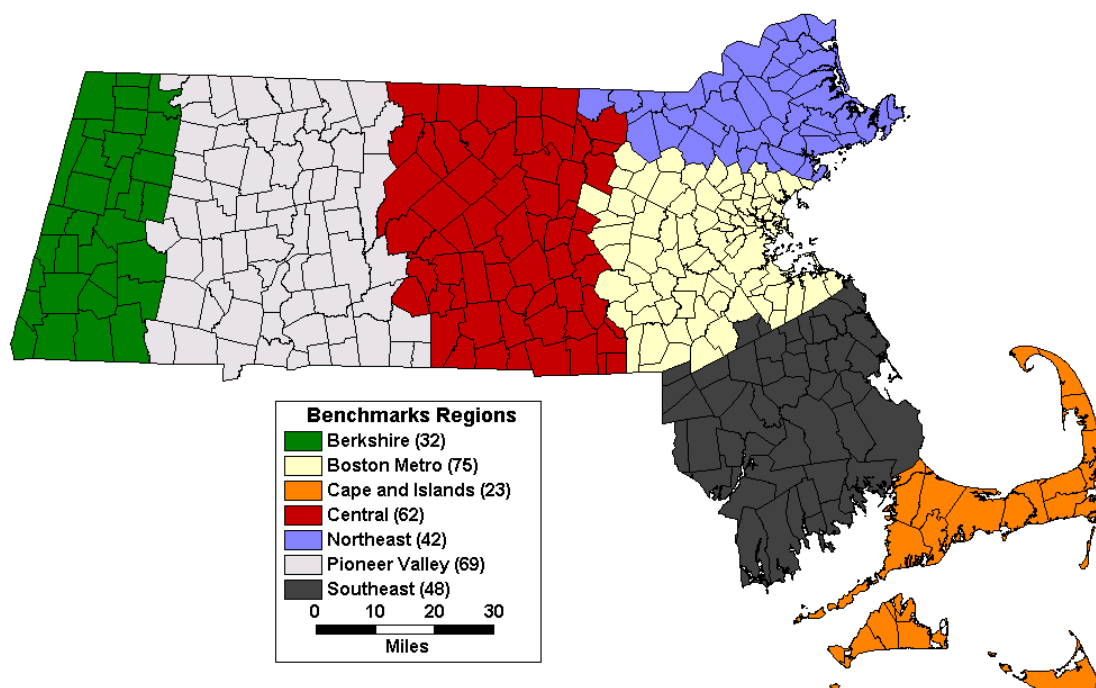 Benchmarks Regions
Berkshire (32)
Boston Metro (75)
Cape and Islands (23)
Central (62)
Northeast (42)
Pioneer Valley (69)
Southeast (48)
0 10 20 30
Miles